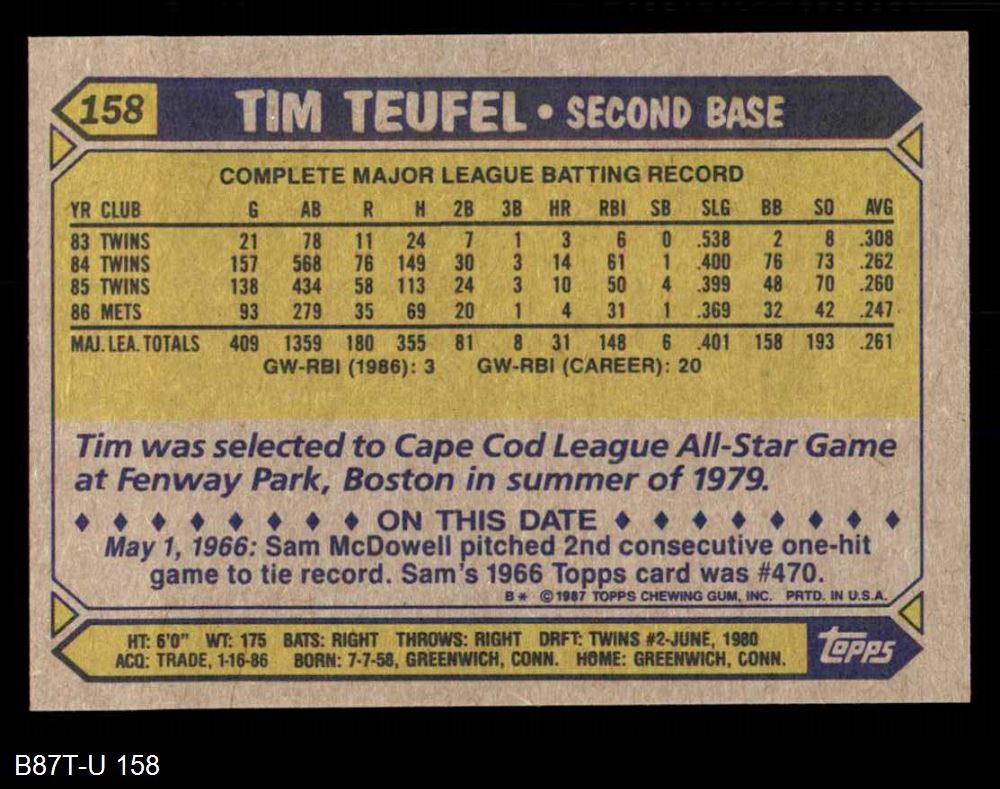 158 TIM TEUFEL • SECOND BASE
COMPLETE MAJOR LEAGUE BATTING RECORD
YR CLUB G AB R H 2B 3B HR RBI SB SLG BB SO AVG
83 TWINS 21 78 11 24 7 1 3 6 0 .538 2 8 .308
84 TWINS 157 568 76 149 30 3 14 61 1 .400 76 73 .262
85 TWINS 138 434 58 113 24 3 10 50 4 .399 48 70 .260
86 METS 93 279 35 69 20 1 4 31 1 .369 32 42 .247
MAJ. LEA. TOTALS 409 1359 180 355 81 8 31 148 6 .401 158 193 .261
GW-RBI (1986): 3 GW-RBI (CAREER): 20
Tim was selected to Cape Cod League All-Star Game
at Fenway Park, Boston in summer of 1979.
♦ ♦ ♦ ♦ ♦ ♦ ♦ ♦ ON THIS DATE ♦ ♦ ♦ ♦ ♦ ♦ ♦ ♦
May 1, 1966: Sam McDowell pitched 2nd consecutive one-hit
game to tie record. Sam's 1966 Topps card was #470.
B* ©1987 TOPPS CHEWING GUM, INC. PRTD. IN U.S.A.
HT: 6'0" WT: 175 BATS: RIGHT THROWS: RIGHT DRFT: TWINS #2-JUNE, 1980
ACQ: TRADE, 1-16-86 BORN: 7-7-58, GREENWICH, CONN. HOME: GREENWICH, CONN.
topps
B87T-U 158